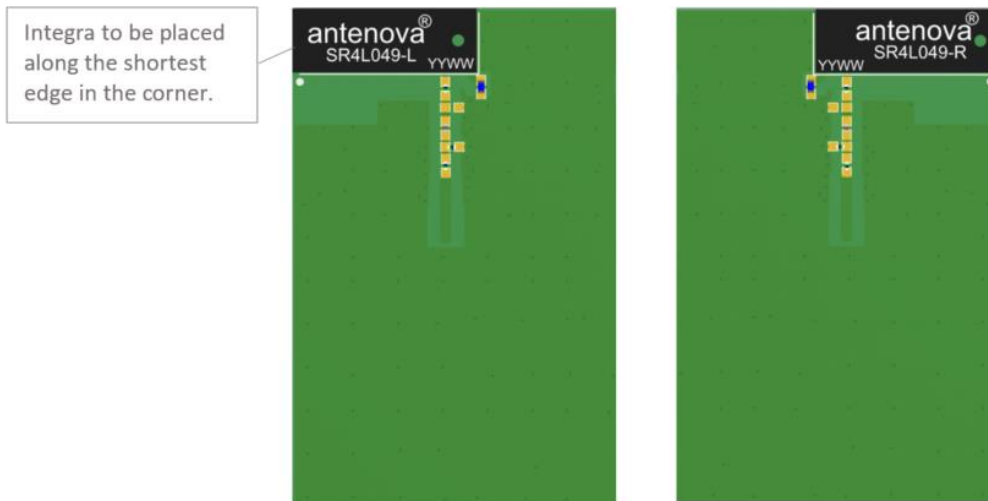 Integra to be placed
along the shortest
edge in the corner.
antenova®
SR4L049-L
YYWW
antenova®
SR4L049-R
YYWW